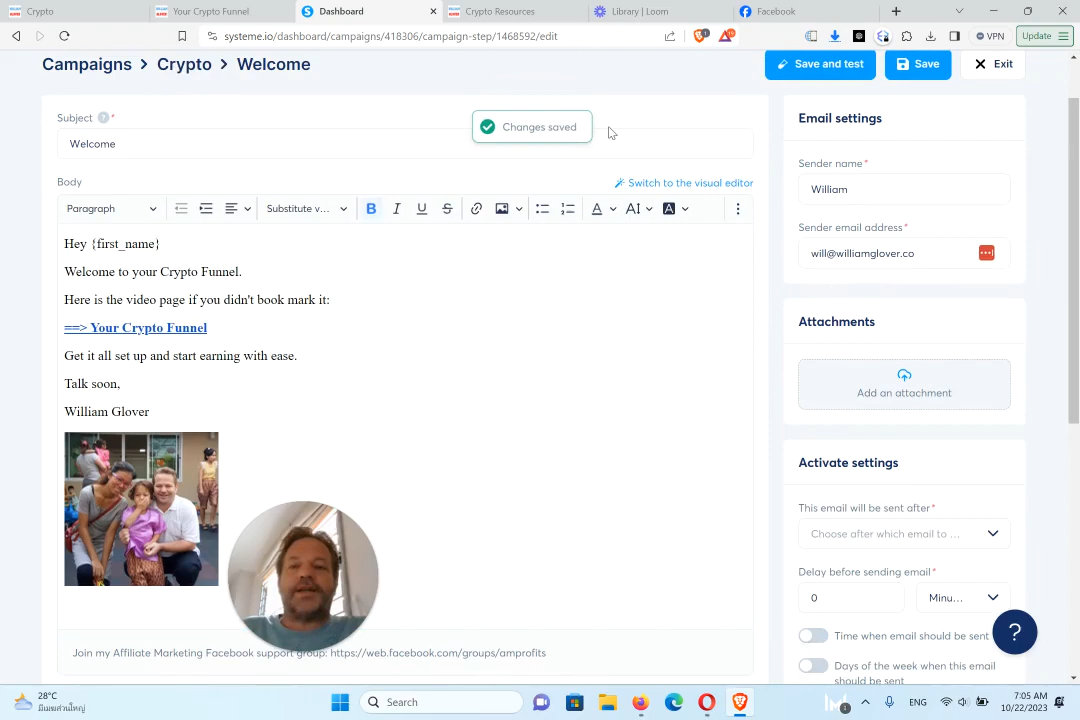 Crypto
Your Crypto Funnel
Dashboard
Crypto Resources
Library | Loom
Facebook
systeme.io/dashboard/campaigns/418306/campaign-step/1468592/edit
VPN
Update
Campaigns > Crypto > Welcome
Save and test
Save
Exit
Subject ? *
Changes saved
Welcome
Body
Switch to the visual editor
Paragraph
Substitute v...
B I U S
A
A
Hey {first_name}
Welcome to your Crypto Funnel.
Here is the video page if you didn't book mark it:
==> Your Crypto Funnel
Get it all set up and start earning with ease.
Talk soon,
William Glover
Join my Affiliate Marketing Facebook support group: https://web.facebook.com/groups/amprofits
Email settings
Sender name*
William
Sender email address*
will@williamglover.co
Attachments
Add an attachment
Activate settings
This email will be sent after*
Choose after which email to ...
Delay before sending email*
0
Minu...
Time when email should be sent
Days of the week when this email
should be sent
?
28°C
Search
ENG
7:05 AM
10/22/2023